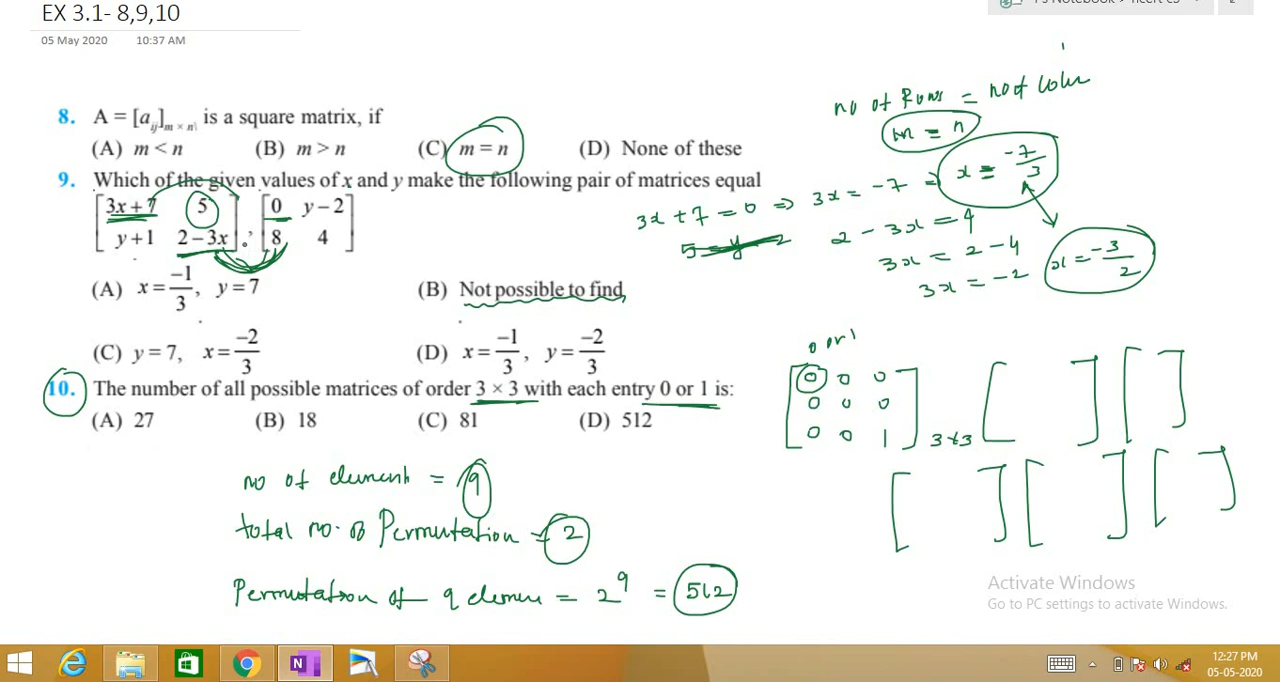 EX 3.1- 8,9,10
05 May 2020 10:37 AM
8. A = [a_ij]_m × n is a square matrix, if
(A) m < n (B) m > n (C) m = n (D) None of these
no of Rows = no of
m = n
9. Which of the given values of x and y make the following pair of matrices equal
[3x + 7 5] , [0 y – 2]
[y + 1 2 – 3x] [8 4]
3x + 7 = 0 ⇒ 3x = -7 ⇒ x = -7/3
5 = y - 2
2 - 3x = 4
3x = 2 - 4
3x = -2
x = -3/2
(A) x = –1/3, y = 7 (B) Not possible to find,
(C) y = 7, x = –2/3 (D) x = –1/3, y = –2/3
10. The number of all possible matrices of order 3 × 3 with each entry 0 or 1 is:
(A) 27 (B) 18 (C) 81 (D) 512
0 or 1
0 0 0
0 0 0
0 0 1
3×3
no of element = 9
total no. of Permutation = 2
Permutation of 9 elemen = 2^9 = 512
Activate Windows
Go to PC settings to activate Windows.
12:27 PM
05-05-2020